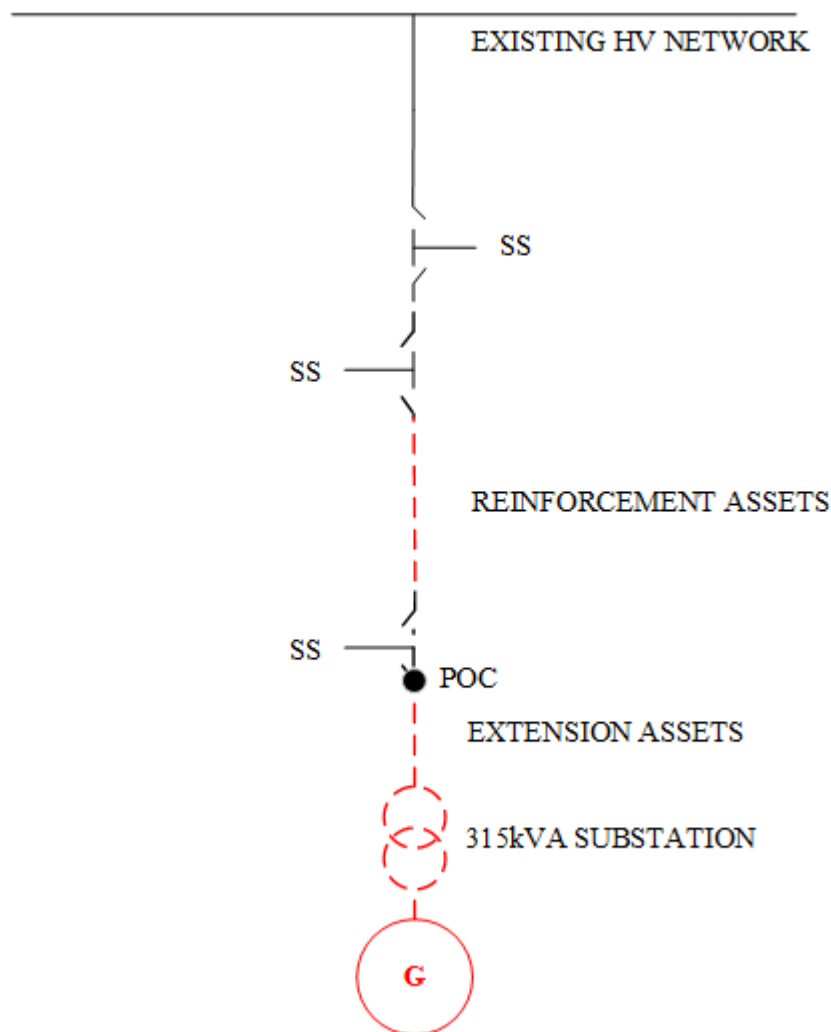 EXISTING HV NETWORK
SS
SS
REINFORCEMENT ASSETS
SS
POC
EXTENSION ASSETS
315kVA SUBSTATION
G